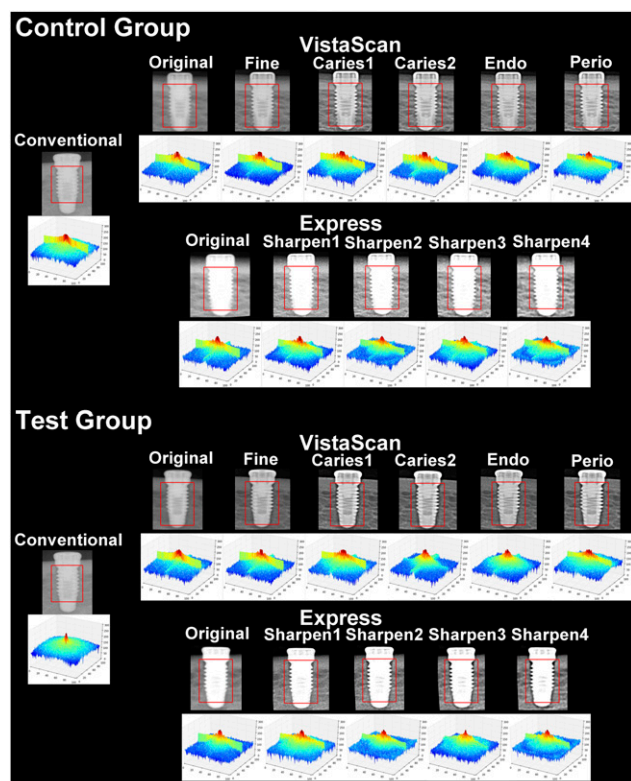 Control Group
VistaScan
Original Fine Caries1 Caries2 Endo Perio
Conventional
Express
Original Sharpen1 Sharpen2 Sharpen3 Sharpen4
Test Group
VistaScan
Original Fine Caries1 Caries2 Endo Perio
Conventional
Express
Original Sharpen1 Sharpen2 Sharpen3 Sharpen4